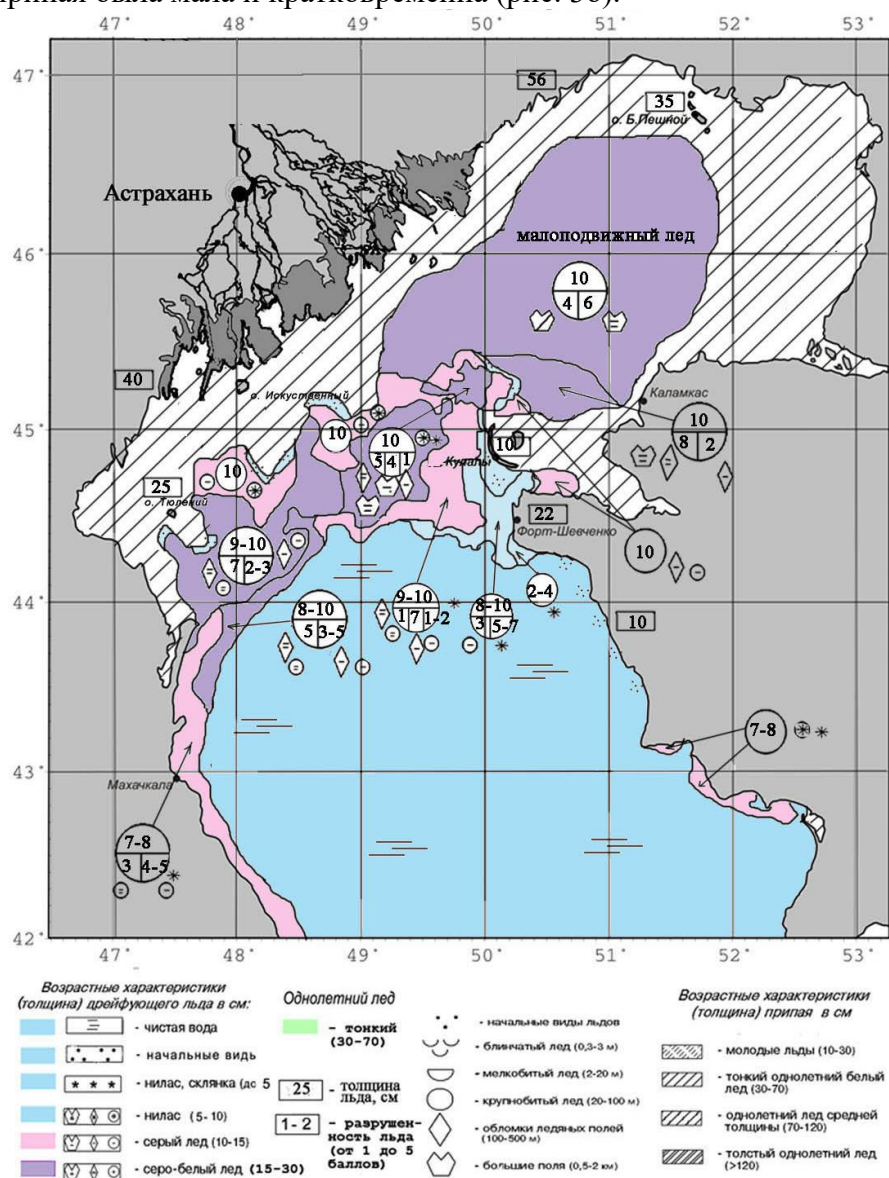 припая была мала и кратковременна (рис. 36).
47° 48° 49° 50° 51° 52° 53°
47°
56
35
о. Б.Пешной
Астрахань
46°
малоподвижный лед
10
4 6
40
о. Искуственный
Каламкас
45°
10
8 2
10
10
5 4 1
10
Кулалы
10
25
о. Тюлений
22
Форт-Шевченко
10
9-10
7 2-3
2-4
44°
8-10
5 3-5
9-10
1 7 1-2
8-10
3 5-7
10
7-8
43°
Махачкала
7-8
3 4-5
42°
47° 48° 49° 50° 51° 52° 53°
Возрастные характеристики
(толщина) дрейфующего льда в см:
- чистая вода
- начальные видь
- нилас, склянка (до 5
- нилас (5-10)
- серый лед (10-15)
- серо-белый лед (15-30)
Однолетний лед
- тонкий
(30-70)
25 - толщина
льда, см
1-2 - разрушен-
ность льда
(от 1 до 5
баллов)
- начальные виды льдов
- блинчатый лед (0,3-3 м)
- мелкобитый лед (2-20 м)
- крупнобитый лед (20-100 м)
- обломки ледяных полей
(100-500 м)
- большие поля (0,5-2 км)
Возрастные характеристики
(толщина) припая в см
- молодые льды (10-30)
- тонкий однолетний белый
лед (30-70)
- однолетний лед средней
толщины (70-120)
- толстый однолетний лед
(>120)